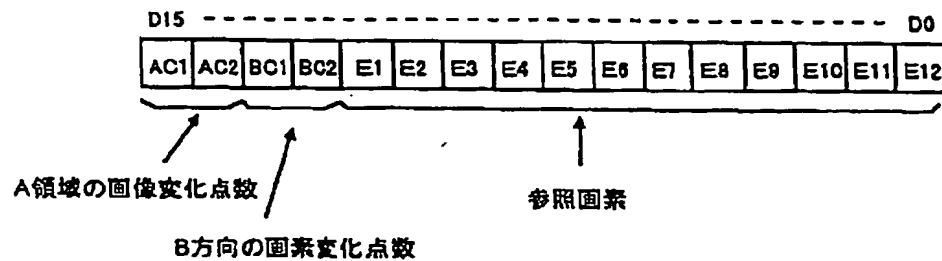 D15 D0
AC1 AC2 BC1 BC2 E1 E2 E3 E4 E5 E6 E7 E8 E9 E10 E11 E12
A領域の画像変化点数
参照画素
B方向の画素変化点数